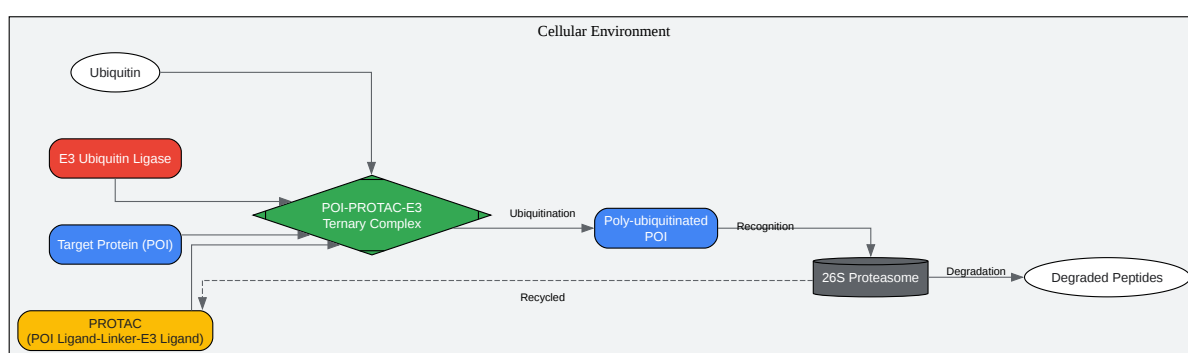 Cellular Environment
Ubiquitin
E3 Ubiquitin Ligase
POI-PROTAC-E3
Ternary Complex
Ubiquitination
Poly-ubiquitinated
POI
Recognition
Target Protein (POI)
26S Proteasome
Degradation
Degraded Peptides
Recycled
PROTAC
(POI Ligand-Linker-E3 Ligand)